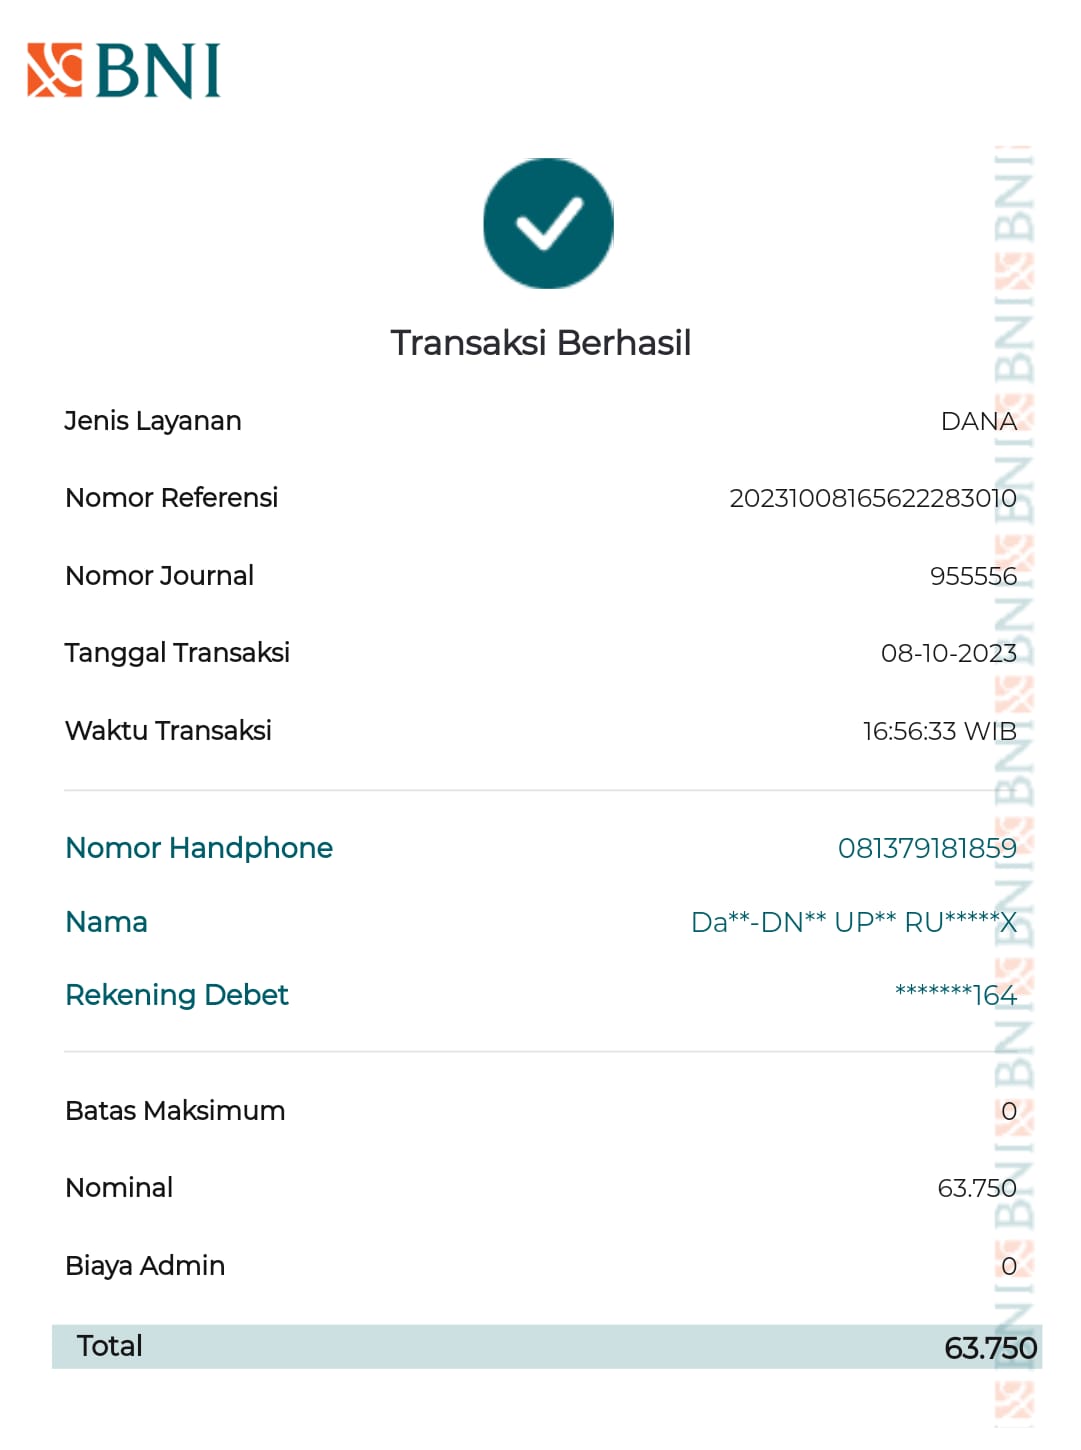 BNI
Transaksi Berhasil
Jenis Layanan DANA
Nomor Referensi 20231008165622283010
Nomor Journal 955556
Tanggal Transaksi 08-10-2023
Waktu Transaksi 16:56:33 WIB
Nomor Handphone 081379181859
Nama Da**-DN** UP** RU*****X
Rekening Debet *******164
Batas Maksimum 0
Nominal 63.750
Biaya Admin 0
Total 63.750
BNI BNI BNI BNI BNI BNI BNI BNI BNI